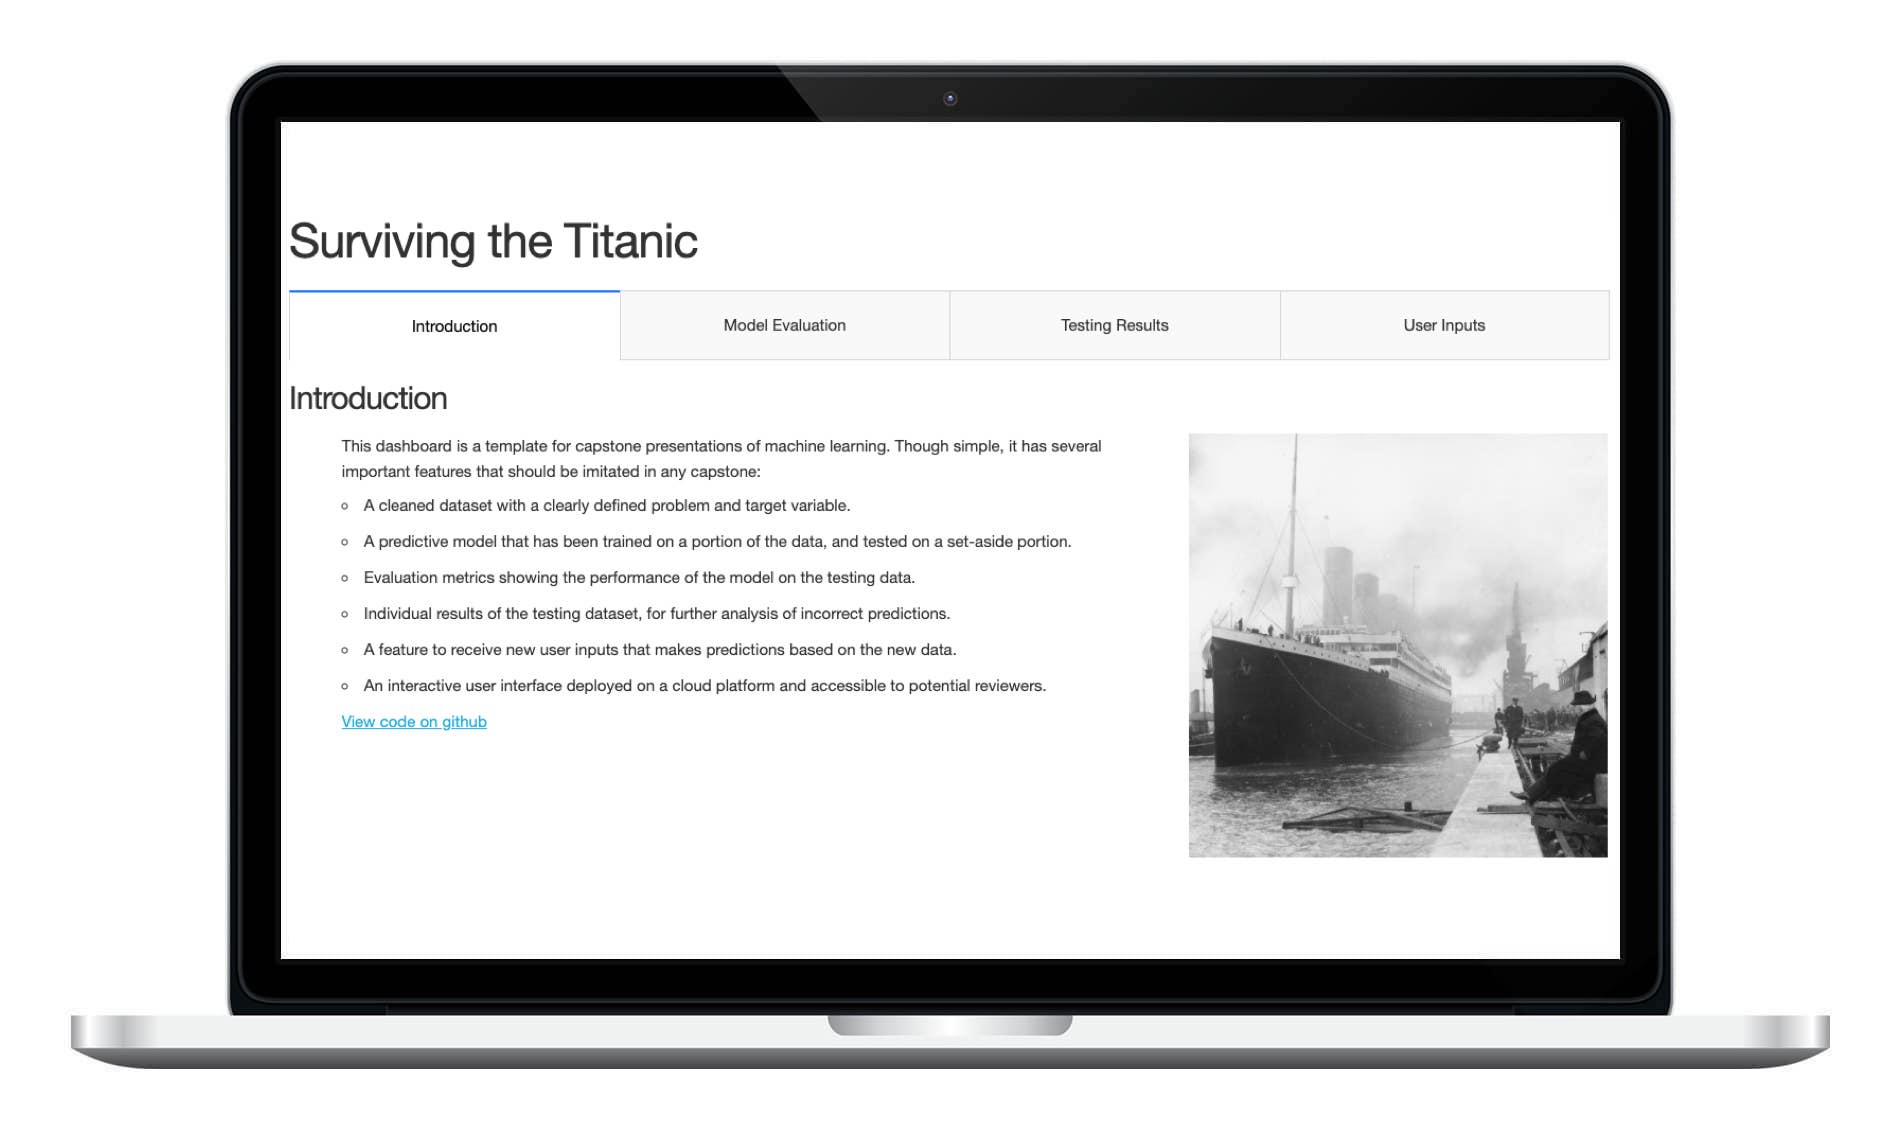 Surviving the Titanic
Introduction
Model Evaluation
Testing Results
User Inputs
Introduction
This dashboard is a template for capstone presentations of machine learning. Though simple, it has several
important features that should be imitated in any capstone:
A cleaned dataset with a clearly defined problem and target variable.
A predictive model that has been trained on a portion of the data, and tested on a set-aside portion.
Evaluation metrics showing the performance of the model on the testing data.
Individual results of the testing dataset, for further analysis of incorrect predictions.
A feature to receive new user inputs that makes predictions based on the new data.
An interactive user interface deployed on a cloud platform and accessible to potential reviewers.
View code on github